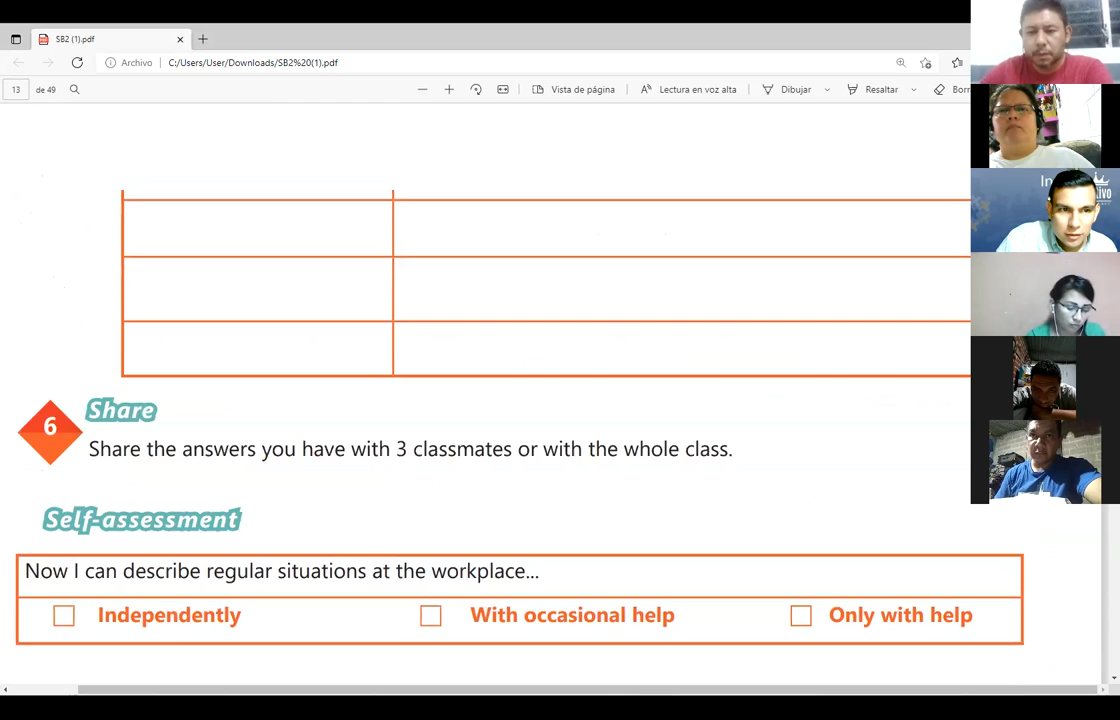 SB2 (1).pdf
Archivo C:/Users/User/Downloads/SB2%20(1).pdf
13 de 49 Vista de página Lectura en voz alta Dibujar Resaltar Borr
6 Share
Share the answers you have with 3 classmates or with the whole class.
Self-assessment
Now I can describe regular situations at the workplace...
Independently With occasional help Only with help